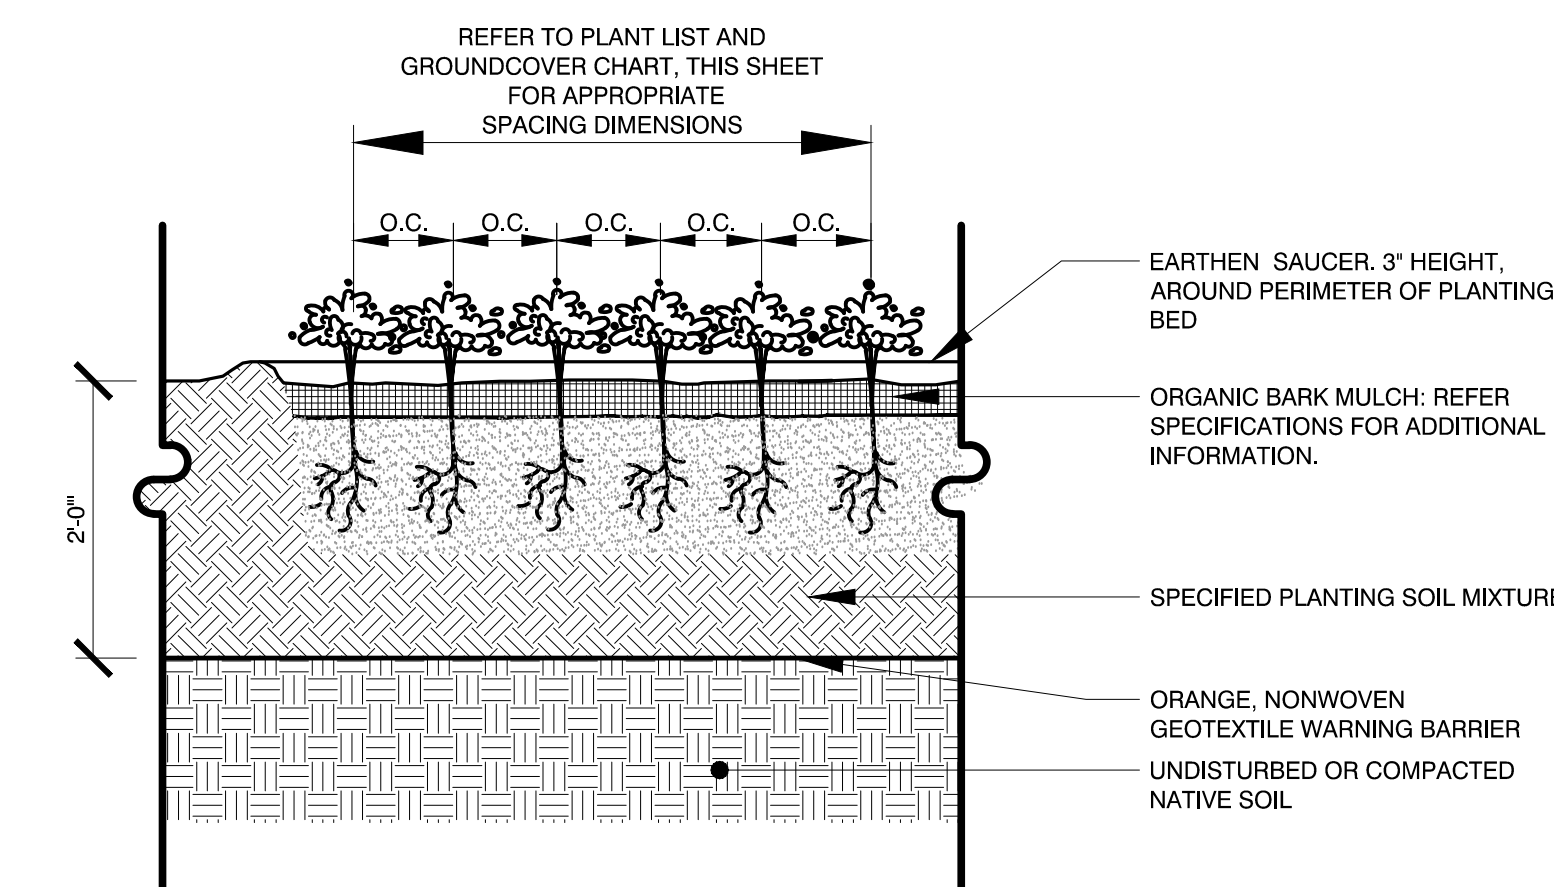 REFER TO PLANT LIST AND
GROUNDCOVER CHART, THIS SHEET
FOR APPROPRIATE
SPACING DIMENSIONS
O.C. O.C. O.C. O.C. O.C.
EARTHEN SAUCER. 3" HEIGHT,
AROUND PERIMETER OF PLANTING
BED
ORGANIC BARK MULCH: REFER
SPECIFICATIONS FOR ADDITIONAL
INFORMATION.
2'-0'"
SPECIFIED PLANTING SOIL MIXTURE
ORANGE, NONWOVEN
GEOTEXTILE WARNING BARRIER
UNDISTURBED OR COMPACTED
NATIVE SOIL